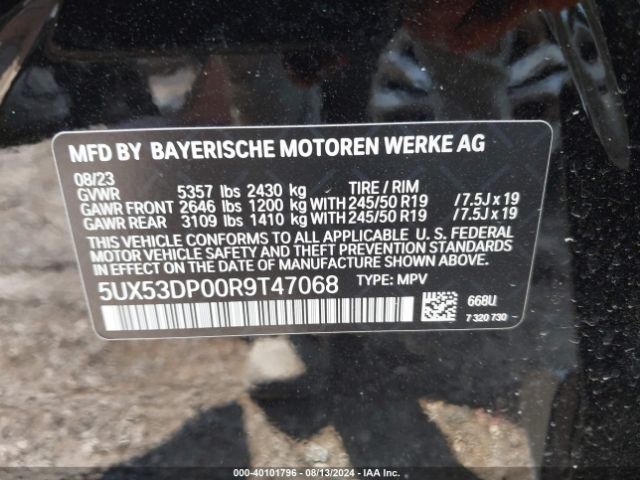 MFD BY BAYERISCHE MOTOREN WERKE AG
08/23
GVWR 5357 lbs 2430 kg TIRE / RIM
GAWR FRONT 2646 lbs 1200 kg WITH 245/50 R19 / 7.5J x 19
GAWR REAR 3109 lbs 1410 kg WITH 245/50 R19 / 7.5J x 19
THIS VEHICLE CONFORMS TO ALL APPLICABLE U. S. FEDERAL
MOTOR VEHICLE SAFETY, BUMPER, AND THEFT PREVENTION
STANDARDS IN EFFECT ON THE DATE OF MANUFACTURE SHOWN ABOVE.
5UX53DP00R9T47068 TYPE: MPV
668U
7 320 730
000-40101796 - 08/13/2024 - IAA Inc.